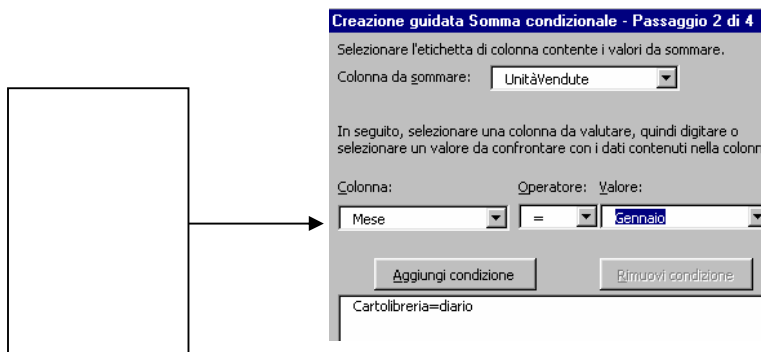 Creazione guidata Somma condizionale - Passaggio 2 di 4
Selezionare l'etichetta di colonna contente i valori da sommare.
Colonna da sommare: UnitàVendute
In seguito, selezionare una colonna da valutare, quindi digitare o
selezionare un valore da confrontare con i dati contenuti nella colonn
Colonna: Operatore: Valore:
Mese = Gennaio
Aggiungi condizione Rimuovi condizione
Cartolibreria=diario